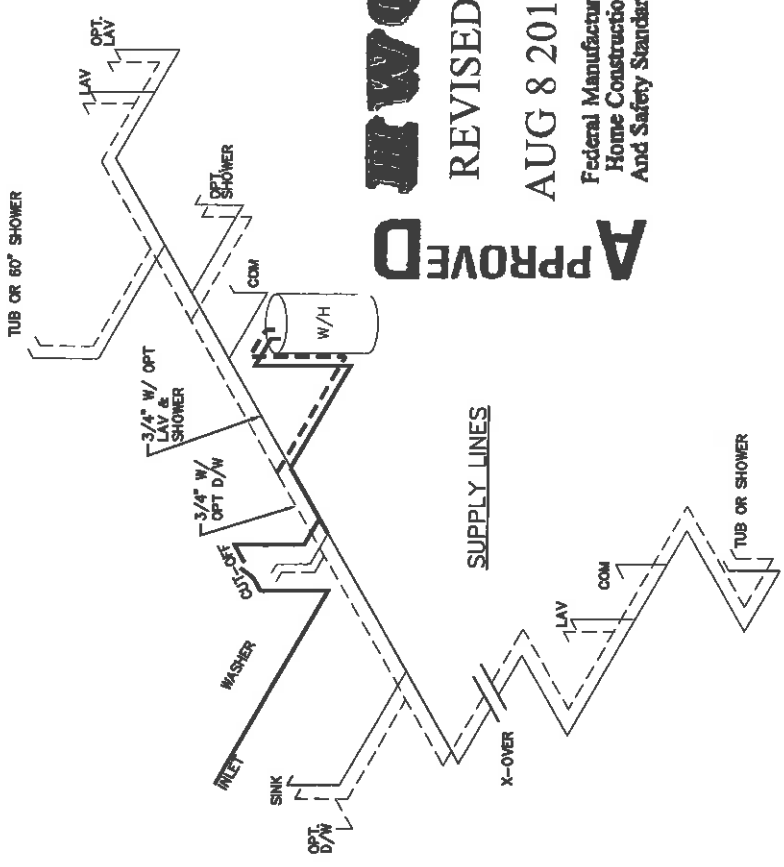 TUB OR 60" SHOWER
LAV
OPT.
LAV
OPT
SHOWER
COM
W/H
3/4" W/ OPT
LAV &
SHOWER
3/4" W/
OPT D/W
CUT-OFF
WASHER
INLET
SINK
OPT.
D/W
X-OVER
LAV
COM
TUB OR SHOWER
SUPPLY LINES
APPROVED
REVISED
AUG 8 201
Federal Manufactur
Home Constructio
And Safety Standar